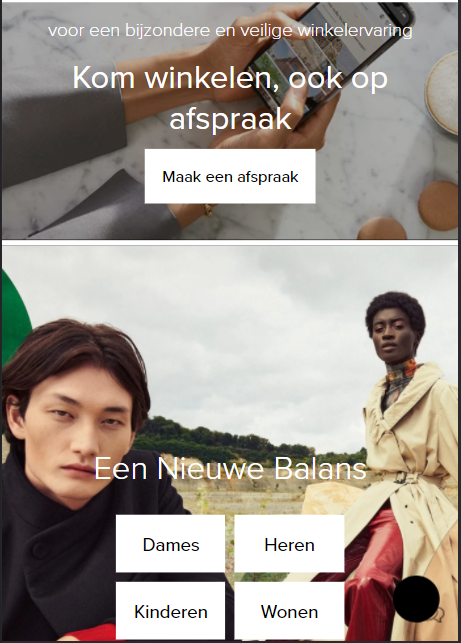 voor een bijzondere en veilige winkelervaring
Kom winkelen, ook op
afspraak
Maak een afspraak
Een Nieuwe Balans
Dames
Heren
Kinderen
Wonen